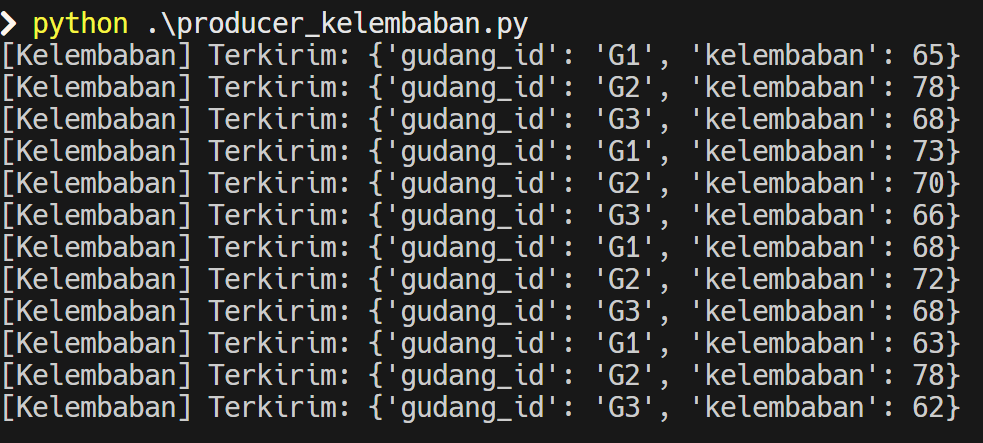 ❯ python .\producer_kelembaban.py
[Kelembaban] Terkirim: {'gudang_id': 'G1', 'kelembaban': 65}
[Kelembaban] Terkirim: {'gudang_id': 'G2', 'kelembaban': 78}
[Kelembaban] Terkirim: {'gudang_id': 'G3', 'kelembaban': 68}
[Kelembaban] Terkirim: {'gudang_id': 'G1', 'kelembaban': 73}
[Kelembaban] Terkirim: {'gudang_id': 'G2', 'kelembaban': 70}
[Kelembaban] Terkirim: {'gudang_id': 'G3', 'kelembaban': 66}
[Kelembaban] Terkirim: {'gudang_id': 'G1', 'kelembaban': 68}
[Kelembaban] Terkirim: {'gudang_id': 'G2', 'kelembaban': 72}
[Kelembaban] Terkirim: {'gudang_id': 'G3', 'kelembaban': 68}
[Kelembaban] Terkirim: {'gudang_id': 'G1', 'kelembaban': 63}
[Kelembaban] Terkirim: {'gudang_id': 'G2', 'kelembaban': 78}
[Kelembaban] Terkirim: {'gudang_id': 'G3', 'kelembaban': 62}